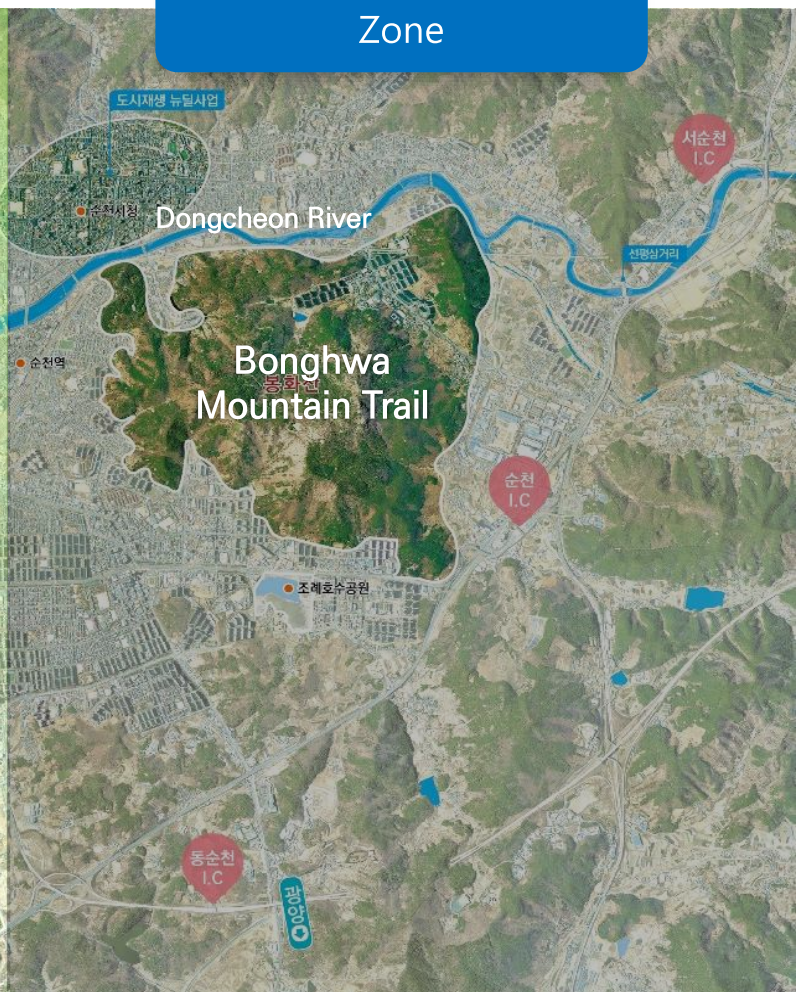 Zone
도시재생 뉴딜사업
서순천
I.C
순천시청
Dongcheon River
선평삼거리
순천역
Bonghwa
봉화산
Mountain Trail
순천
I.C
조례호수공원
동순천
I.C
광양